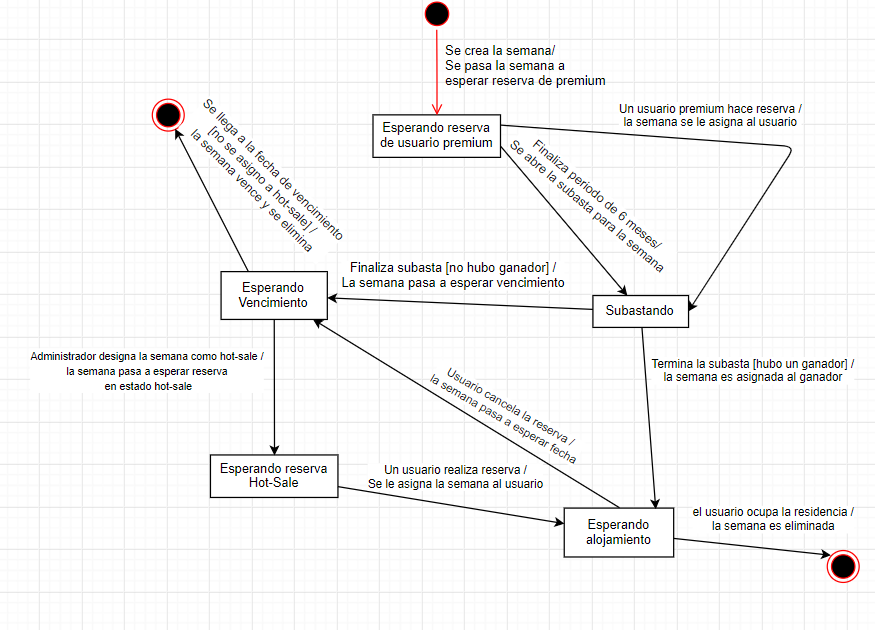 Se crea la semana/
Se pasa la semana a
esperar reserva de premium
Esperando reserva
de usuario premium
Un usuario premium hace reserva /
la semana se le asigna al usuario
Se llega a la fecha de vencimiento
[no se asigno a hot-sale] /
la semana vence y se elimina
Finaliza periodo de 6 meses/
Se abre la subasta para la semana
Finaliza subasta [no hubo ganador] /
La semana pasa a esperar vencimiento
Esperando
Vencimiento
Subastando
Administrador designa la semana como hot-sale /
la semana pasa a esperar reserva
en estado hot-sale
Termina la subasta [hubo un ganador] /
la semana es asignada al ganador
Usuario cancela la reserva /
la semana pasa a esperar fecha
Esperando reserva
Hot-Sale
Un usuario realiza reserva /
Se le asigna la semana al usuario
Esperando
alojamiento
el usuario ocupa la residencia /
la semana es eliminada